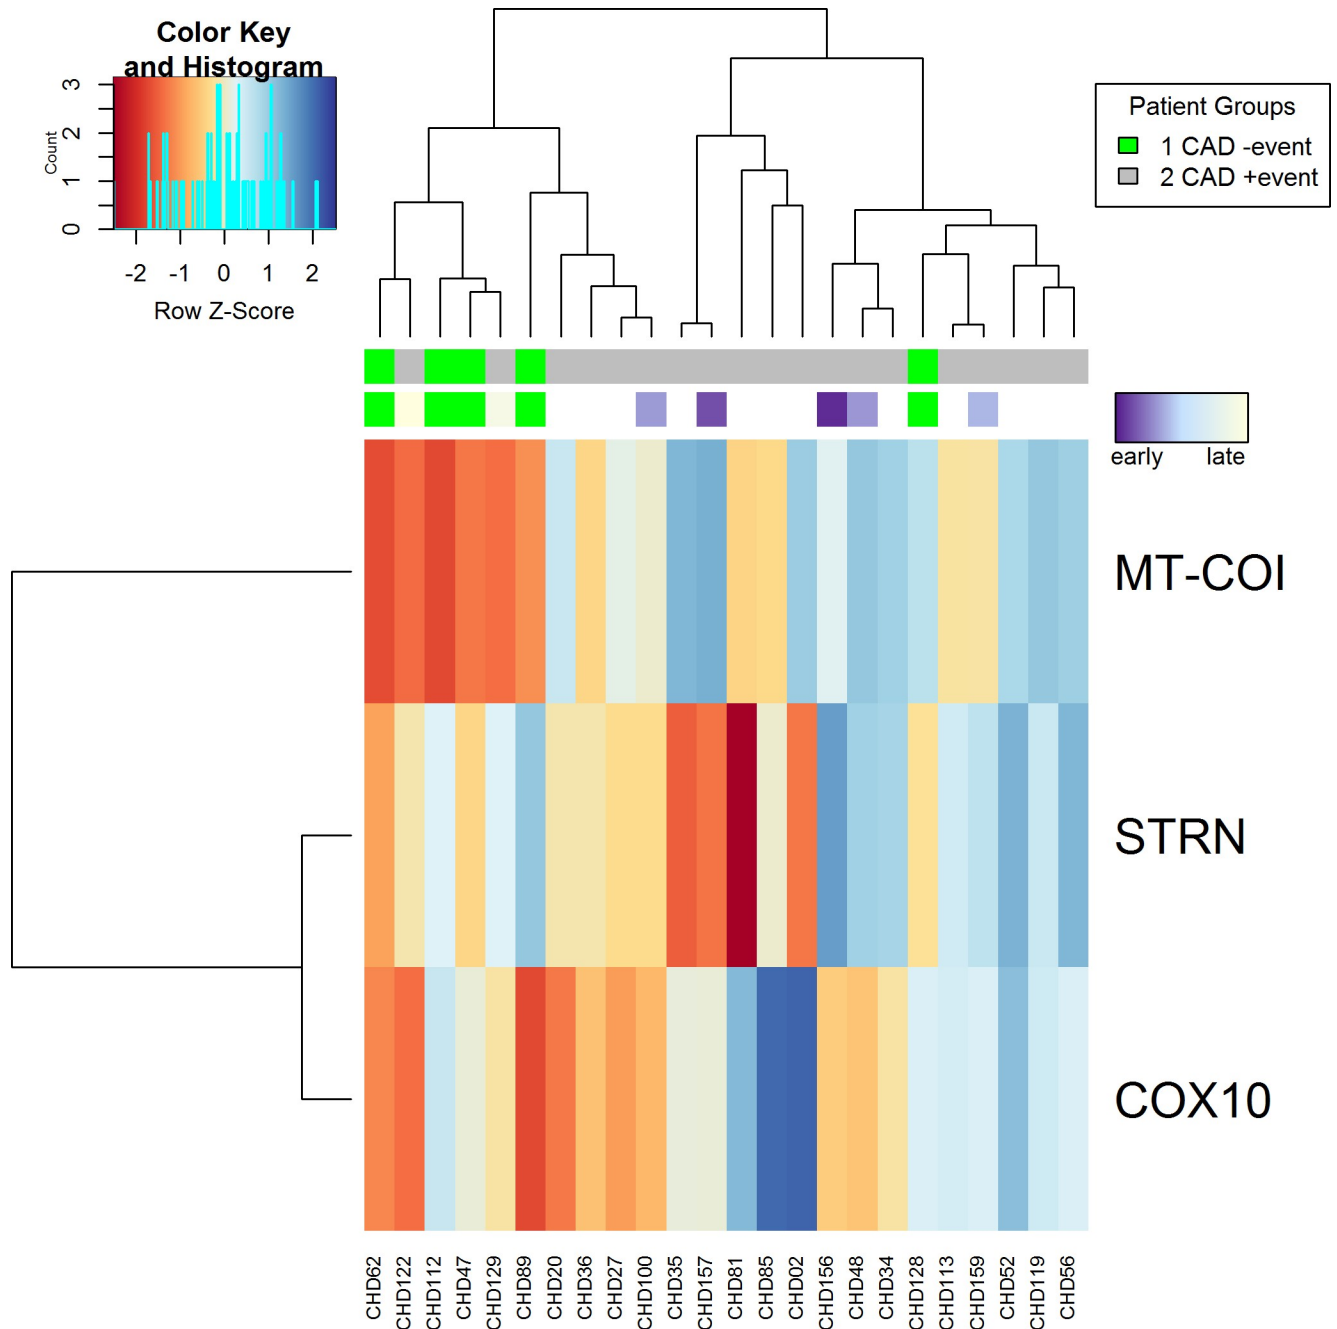 Color Key
and Histogram
Count
0
1
2
3
-2 -1 0 1 2
Row Z-Score
Patient Groups
1 CAD -event
2 CAD +event
early late
MT-COI
STRN
COX10
CHD62
CHD122
CHD112
CHD47
CHD129
CHD89
CHD20
CHD36
CHD27
CHD100
CHD35
CHD157
CHD81
CHD85
CHD02
CHD156
CHD48
CHD34
CHD128
CHD113
CHD159
CHD52
CHD119
CHD56